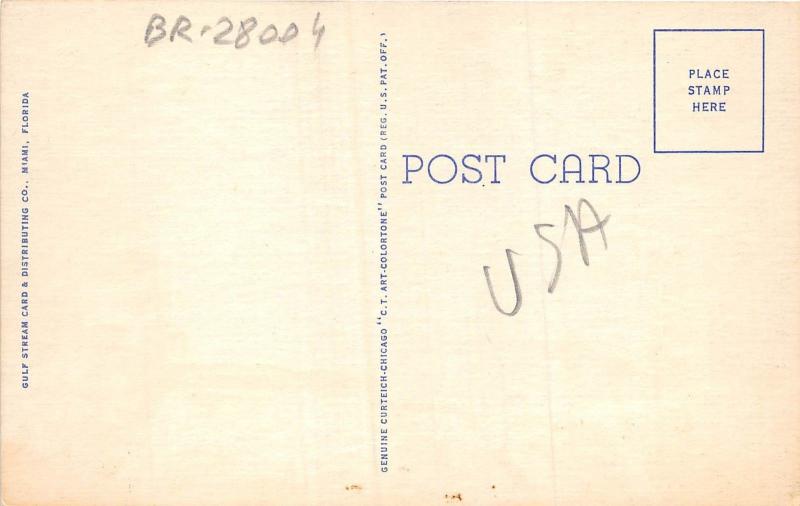 BR-28004
GULF STREAM CARD & DISTRIBUTING CO., MIAMI, FLORIDA
GENUINE CURTEICH-CHICAGO "C.T. ART-COLORTONE" POST CARD (REG. U.S. PAT. OFF.)
PLACE
STAMP
HERE
POST CARD
USA